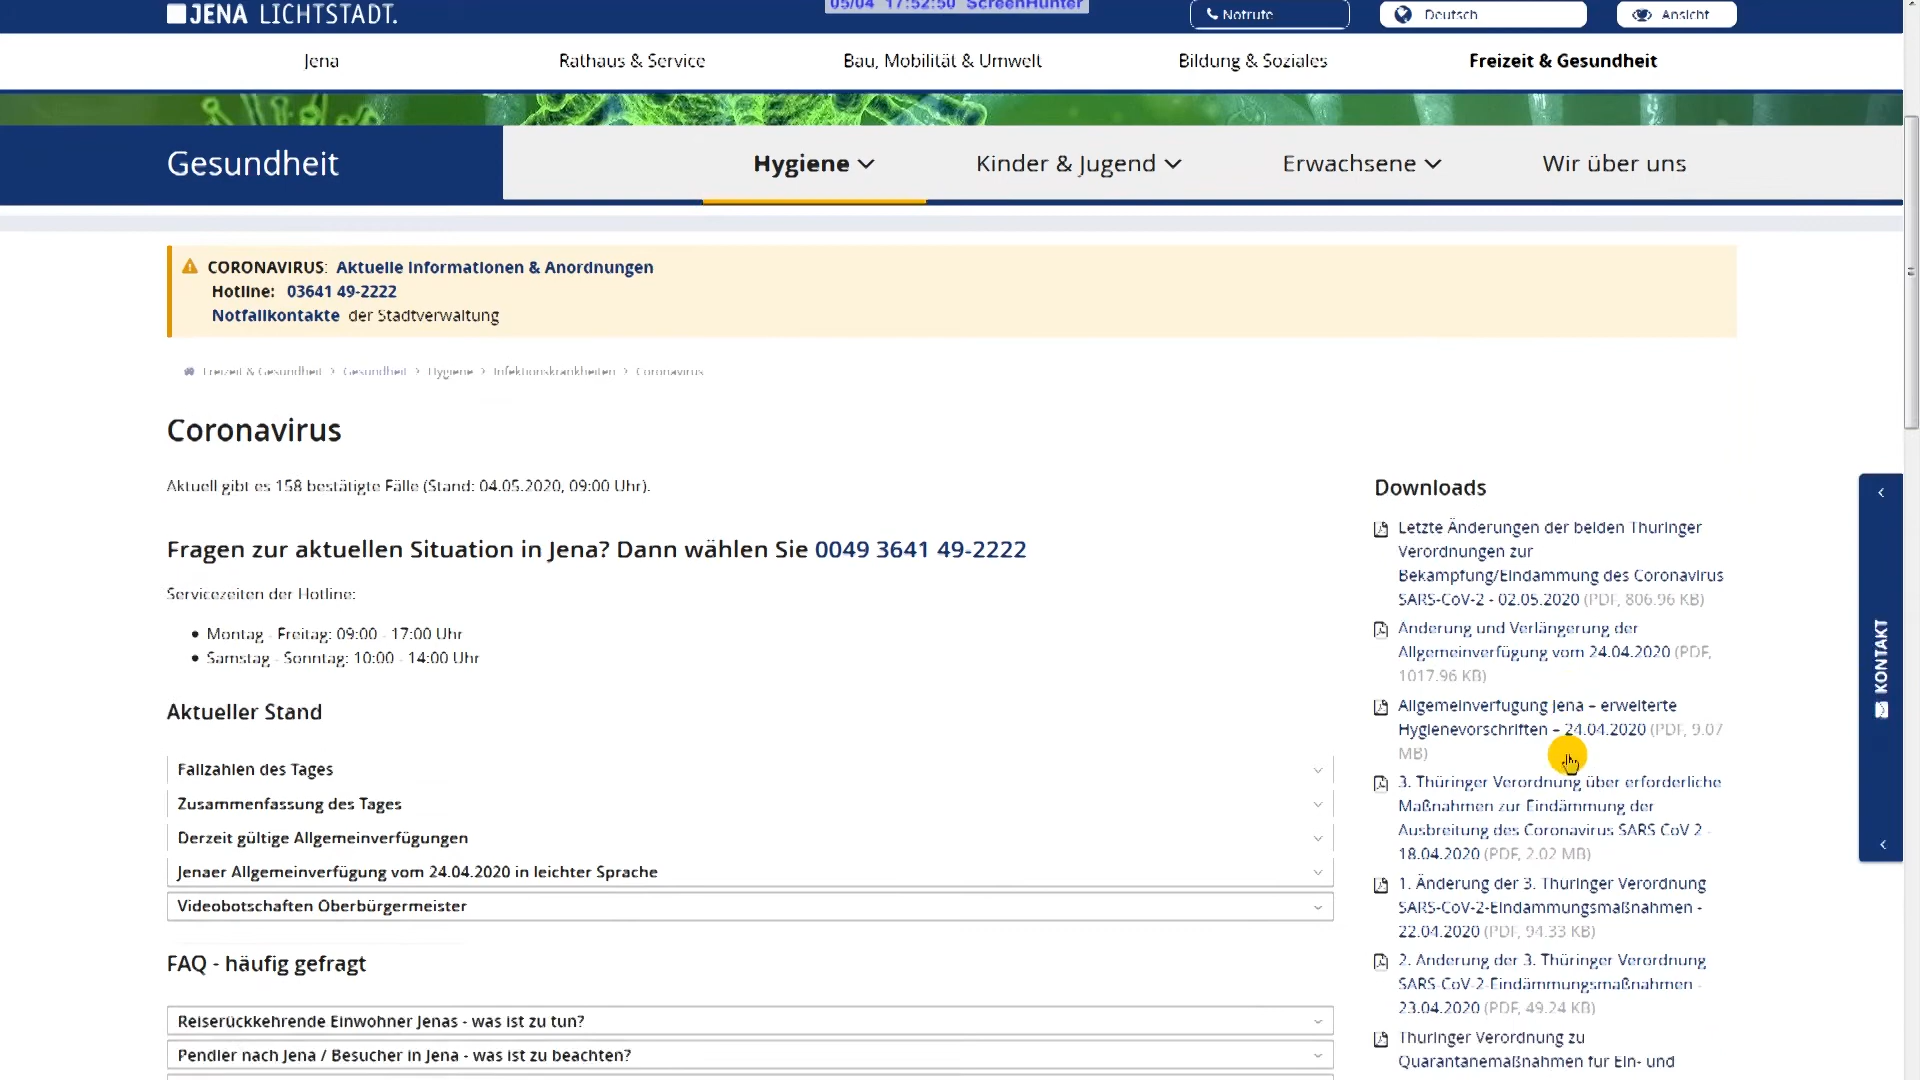 05/04 17:52:50 ScreenHunter
JENA LICHTSTADT.
Notrufe
Deutsch
Ansicht
Jena
Rathaus & Service
Bau, Mobilität & Umwelt
Bildung & Soziales
Freizeit & Gesundheit
Gesundheit
Hygiene
Kinder & Jugend
Erwachsene
Wir über uns
CORONAVIRUS: Aktuelle Informationen & Anordnungen
Hotline: 03641 49-2222
Notfallkontakte der Stadtverwaltung
Freizeit & Gesundheit > Gesundheit > Hygiene > Infektionskrankheiten > Coronavirus
Coronavirus
Aktuell gibt es 158 bestätigte Fälle (Stand: 04.05.2020, 09:00 Uhr).
Fragen zur aktuellen Situation in Jena? Dann wählen Sie 0049 3641 49-2222
Servicezeiten der Hotline:
• Montag - Freitag: 09:00 - 17:00 Uhr
• Samstag - Sonntag: 10:00 - 14:00 Uhr
Aktueller Stand
Fallzahlen des Tages
Zusammenfassung des Tages
Derzeit gültige Allgemeinverfügungen
Jenaer Allgemeinverfügung vom 24.04.2020 in leichter Sprache
Videobotschaften Oberbürgermeister
FAQ - häufig gefragt
Reiserückkehrende Einwohner Jenas - was ist zu tun?
Pendler nach Jena / Besucher in Jena - was ist zu beachten?
Downloads
Letzte Änderungen der beiden Thüringer
Verordnungen zur
Bekämpfung/Eindämmung des Coronavirus
SARS-CoV-2 - 02.05.2020 (PDF, 806.96 KB)
Änderung und Verlängerung der
Allgemeinverfügung vom 24.04.2020 (PDF,
1017.96 KB)
Allgemeinverfügung Jena – erweiterte
Hygienevorschriften – 24.04.2020 (PDF, 9.07
MB)
3. Thüringer Verordnung über erforderliche
Maßnahmen zur Eindämmung der
Ausbreitung des Coronavirus SARS-CoV-2 -
18.04.2020 (PDF, 2.02 MB)
1. Änderung der 3. Thüringer Verordnung
SARS-CoV-2-Eindämmungsmaßnahmen -
22.04.2020 (PDF, 94.33 KB)
2. Änderung der 3. Thüringer Verordnung
SARS-CoV-2-Eindämmungsmaßnahmen -
23.04.2020 (PDF, 49.24 KB)
Thüringer Verordnung zu
Quarantänemaßnahmen für Ein- und
KONTAKT